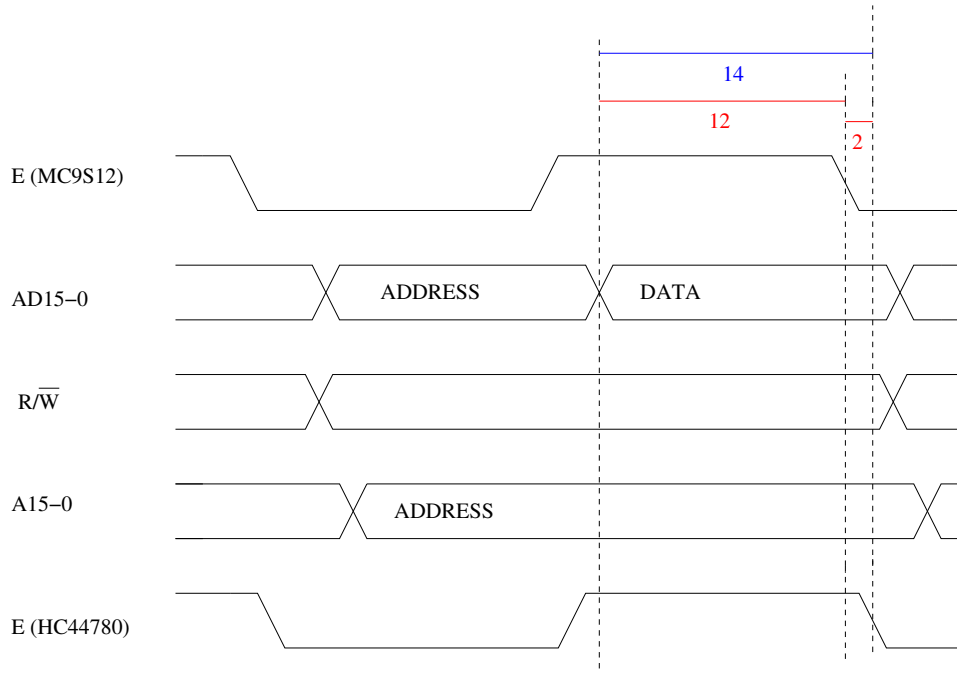 14
12
2
E (MC9S12)
AD15−0 ADDRESS DATA
R/W̅
A15−0 ADDRESS
E (HC44780)